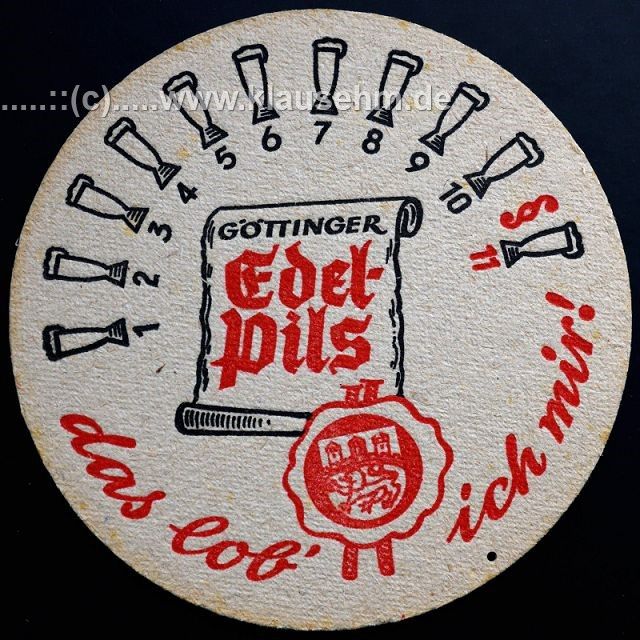 .....::(c).....www.klausehm.de
1 2 3 4 5 6 7 8 9 10 § 11
GÖTTINGER
Edel-
Pils
das lob' ich mir!